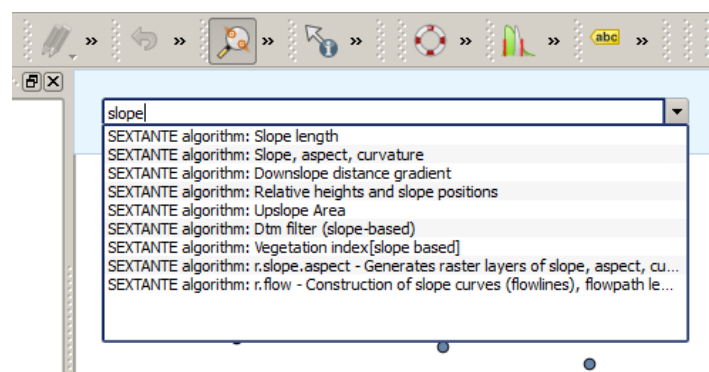 » » » » » abc »
slope
SEXTANTE algorithm: Slope length
SEXTANTE algorithm: Slope, aspect, curvature
SEXTANTE algorithm: Downslope distance gradient
SEXTANTE algorithm: Relative heights and slope positions
SEXTANTE algorithm: Upslope Area
SEXTANTE algorithm: Dtm filter (slope-based)
SEXTANTE algorithm: Vegetation index[slope based]
SEXTANTE algorithm: r.slope.aspect - Generates raster layers of slope, aspect, cu...
SEXTANTE algorithm: r.flow - Construction of slope curves (flowlines), flowpath le...